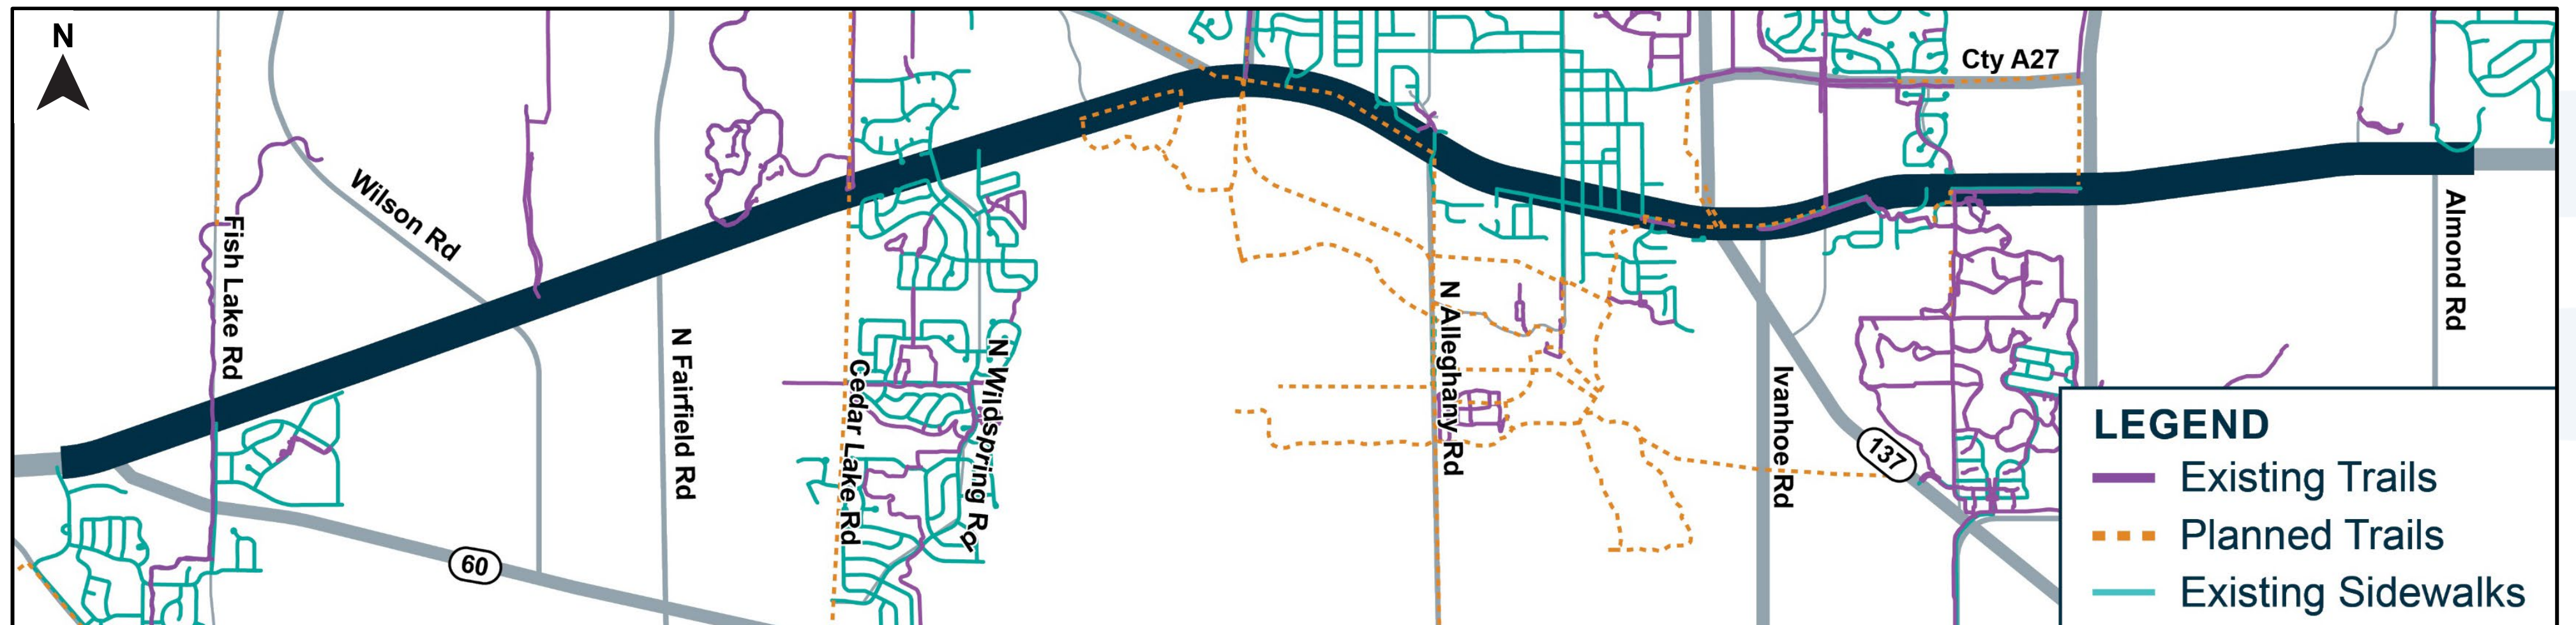 N
Cty A27
Wilson Rd
Fish Lake Rd
Almond Rd
N Fairfield Rd
Cedar Lake Rd
N Wildspring Rd
N Alleghany Rd
Ivanhoe Rd
137
60
LEGEND
Existing Trails
Planned Trails
Existing Sidewalks